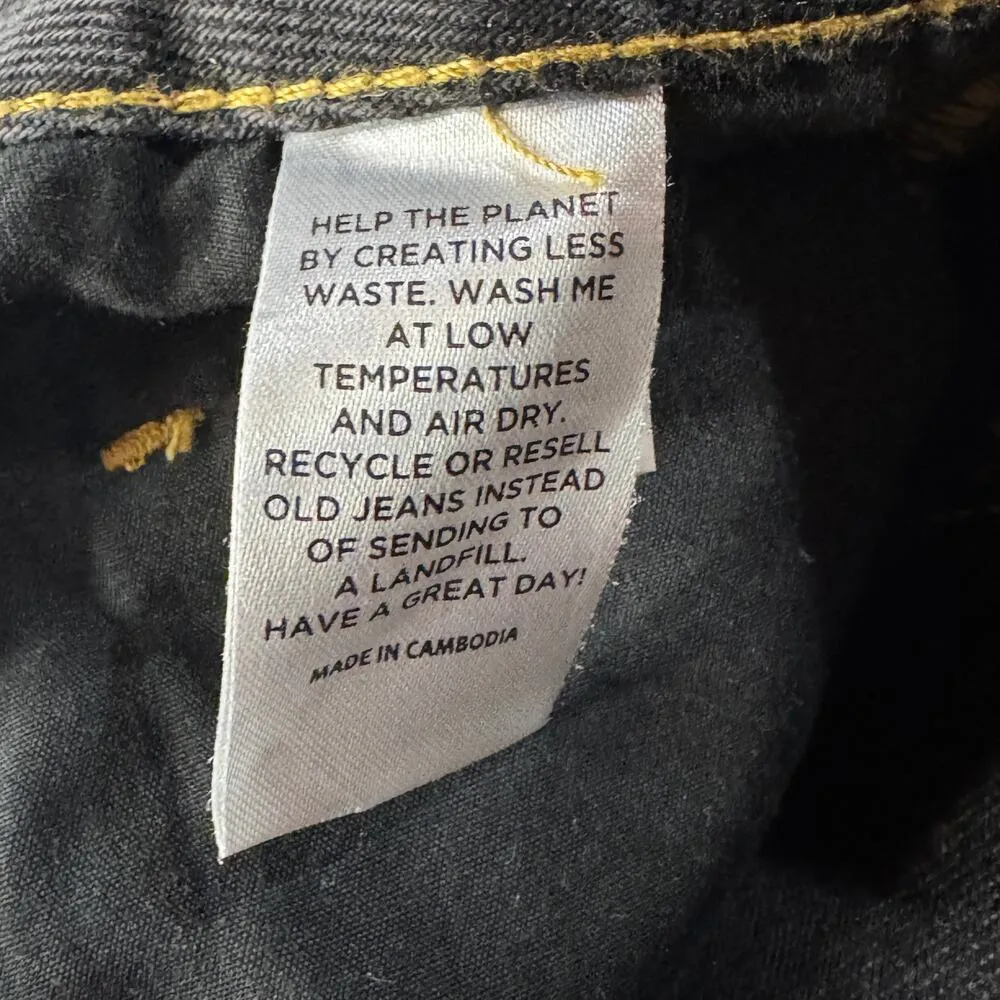 HELP THE PLANET
BY CREATING LESS
WASTE. WASH ME
AT LOW
TEMPERATURES
AND AIR DRY.
RECYCLE OR RESELL
OLD JEANS INSTEAD
OF SENDING TO
A LANDFILL.
HAVE A GREAT DAY!
MADE IN CAMBODIA